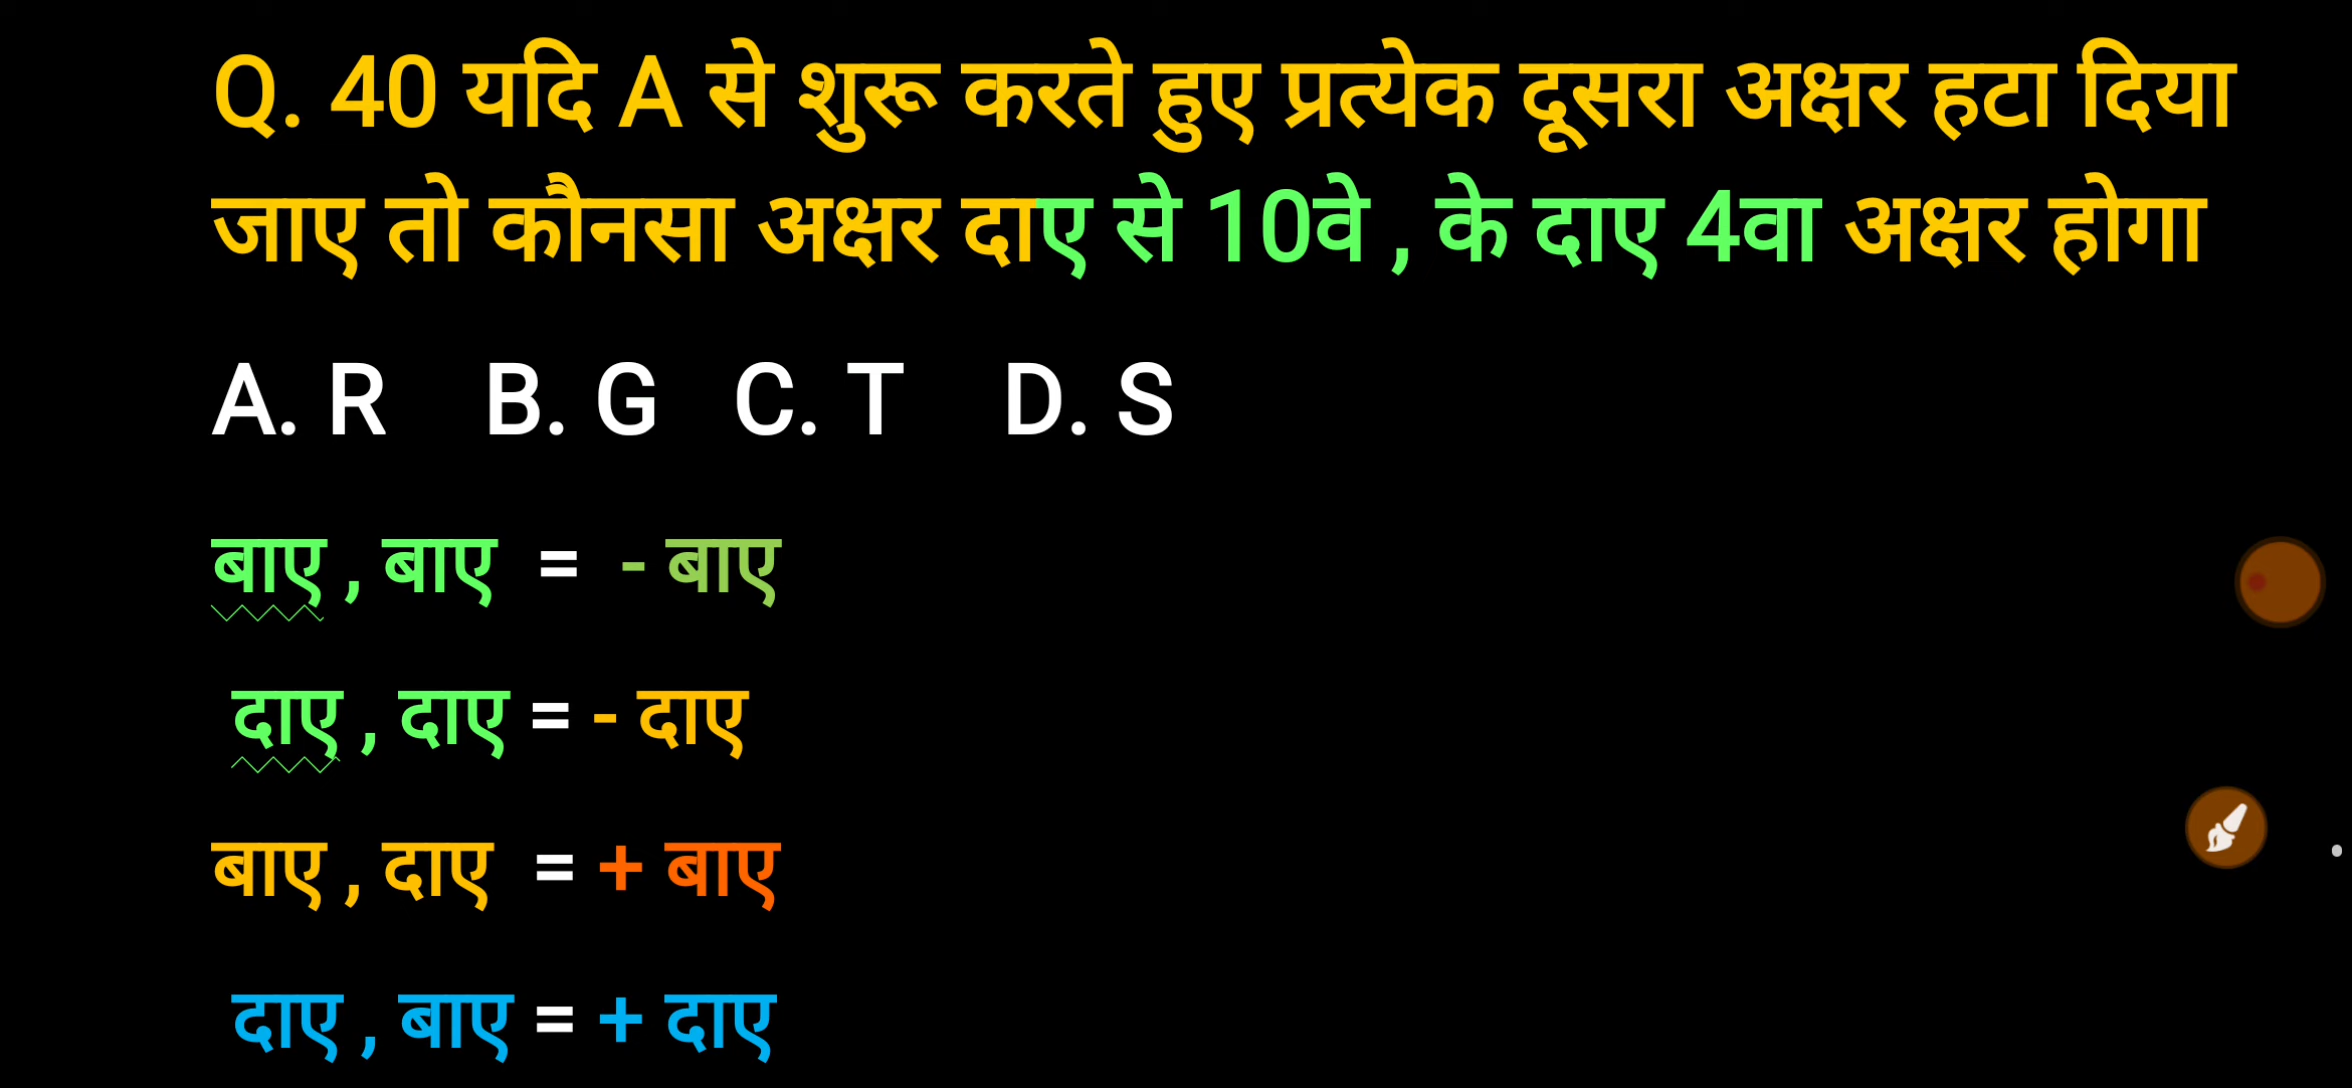 Q. 40 यदि A से शुरू करते हुए प्रत्येक दूसरा अक्षर हटा दिया
जाए तो कौनसा अक्षर दाए से 10वे , के दाए 4वा अक्षर होगा
A. R B. G C. T D. S
बाए , बाए = - बाए
दाए , दाए = - दाए
बाए , दाए = + बाए
दाए , बाए = + दाए